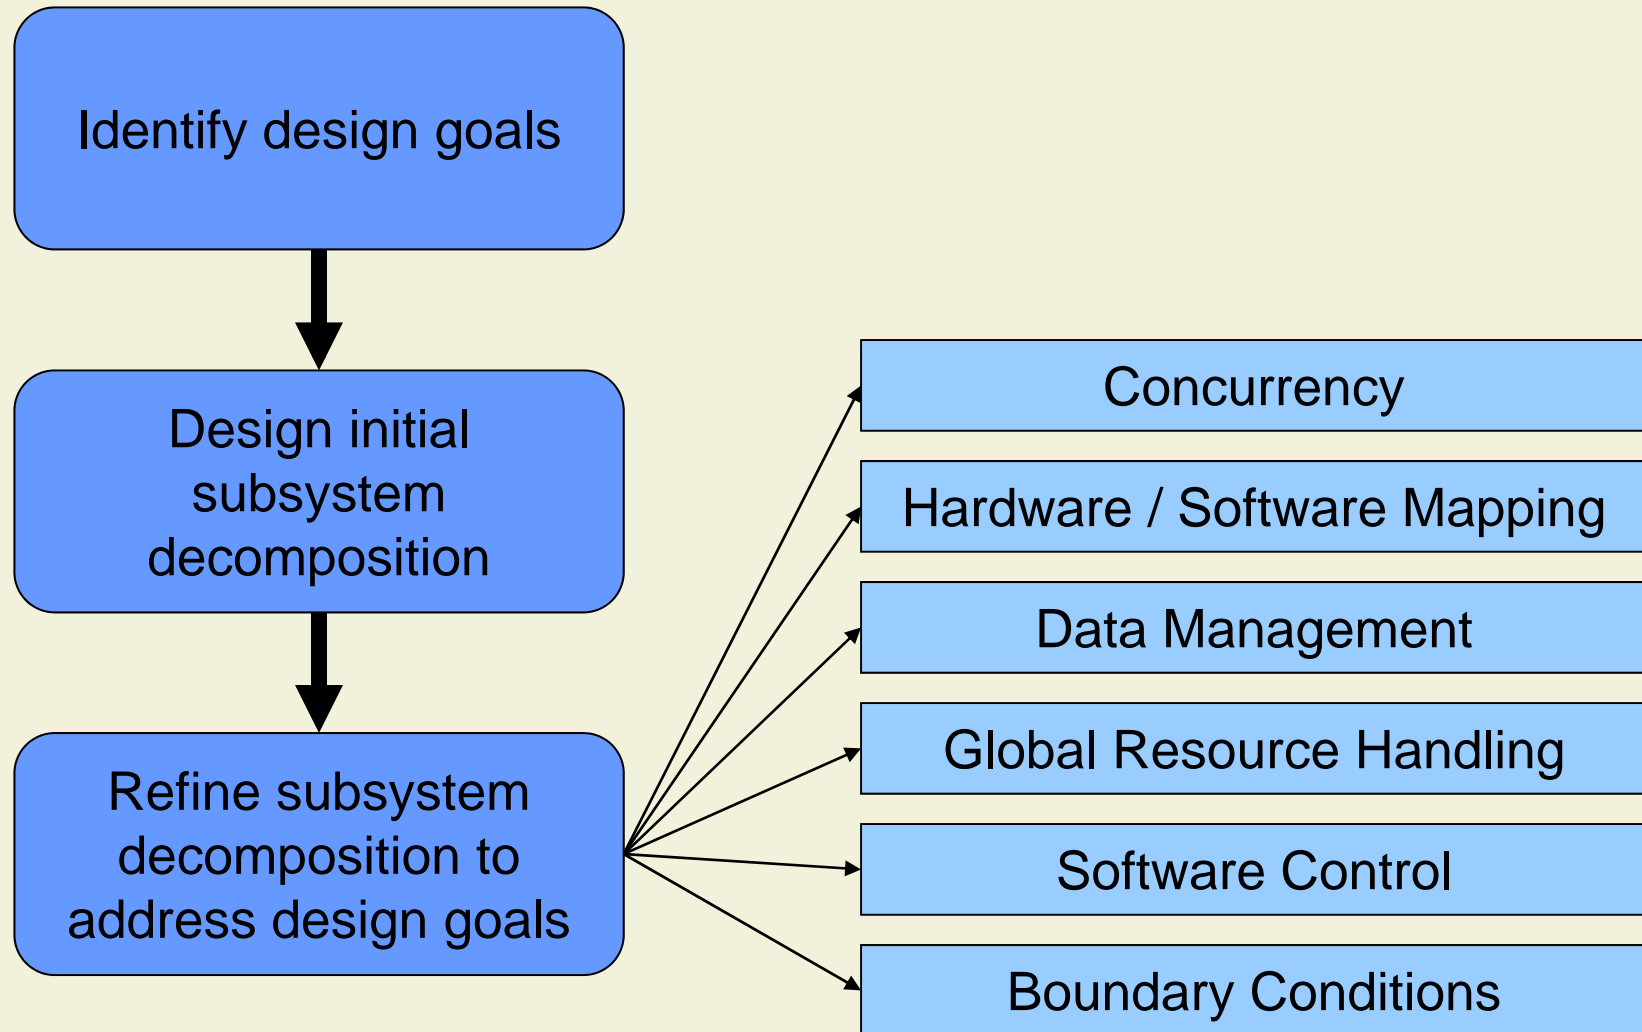 Identify design goals
Design initial
subsystem
decomposition
Refine subsystem
decomposition to
address design goals
Concurrency
Hardware / Software Mapping
Data Management
Global Resource Handling
Software Control
Boundary Conditions